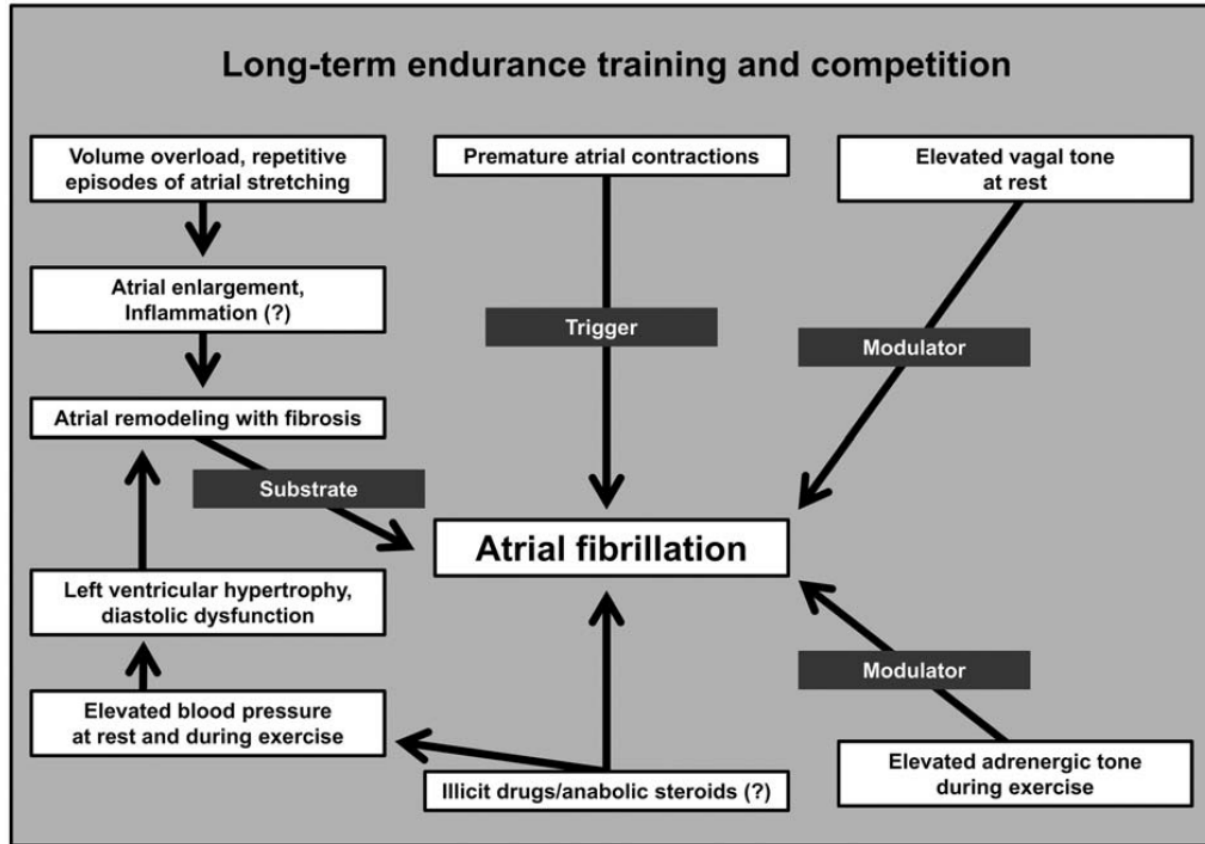 Long-term endurance training and competition
Volume overload, repetitive
episodes of atrial stretching
Premature atrial contractions
Elevated vagal tone
at rest
Atrial enlargement,
Inflammation (?)
Trigger
Modulator
Atrial remodeling with fibrosis
Substrate
Atrial fibrillation
Left ventricular hypertrophy,
diastolic dysfunction
Modulator
Elevated blood pressure
at rest and during exercise
Illicit drugs/anabolic steroids (?)
Elevated adrenergic tone
during exercise